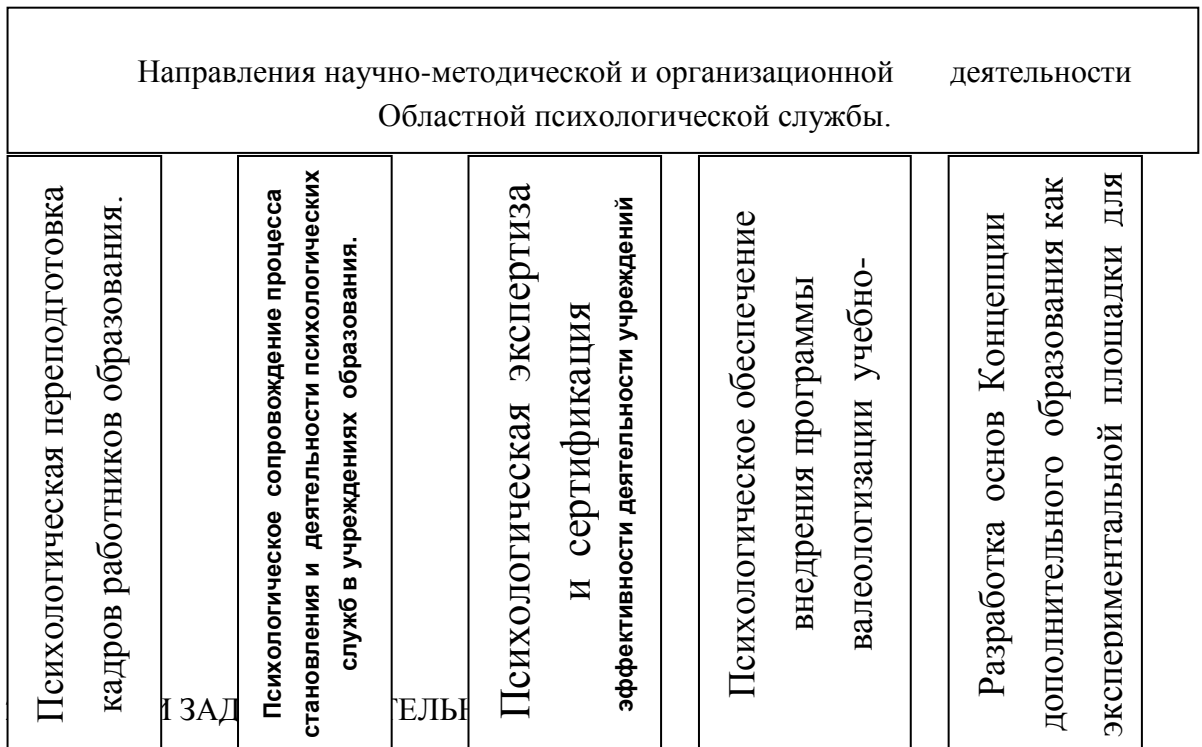 Направления научно-методической и организационной деятельности
Областной психологической службы.
Психологическая переподготовка
кадров работников образования.
Психологическое сопровождение процесса
становления и деятельности психологических
служб в учреждениях образования.
Психологическая экспертиза
и сертификация
эффективности деятельности учреждений
Психологическое обеспечение
внедрения программы
валеологизации учебно-
Разработка основ Концепции
дополнительного образования как
экспериментальной площадки для